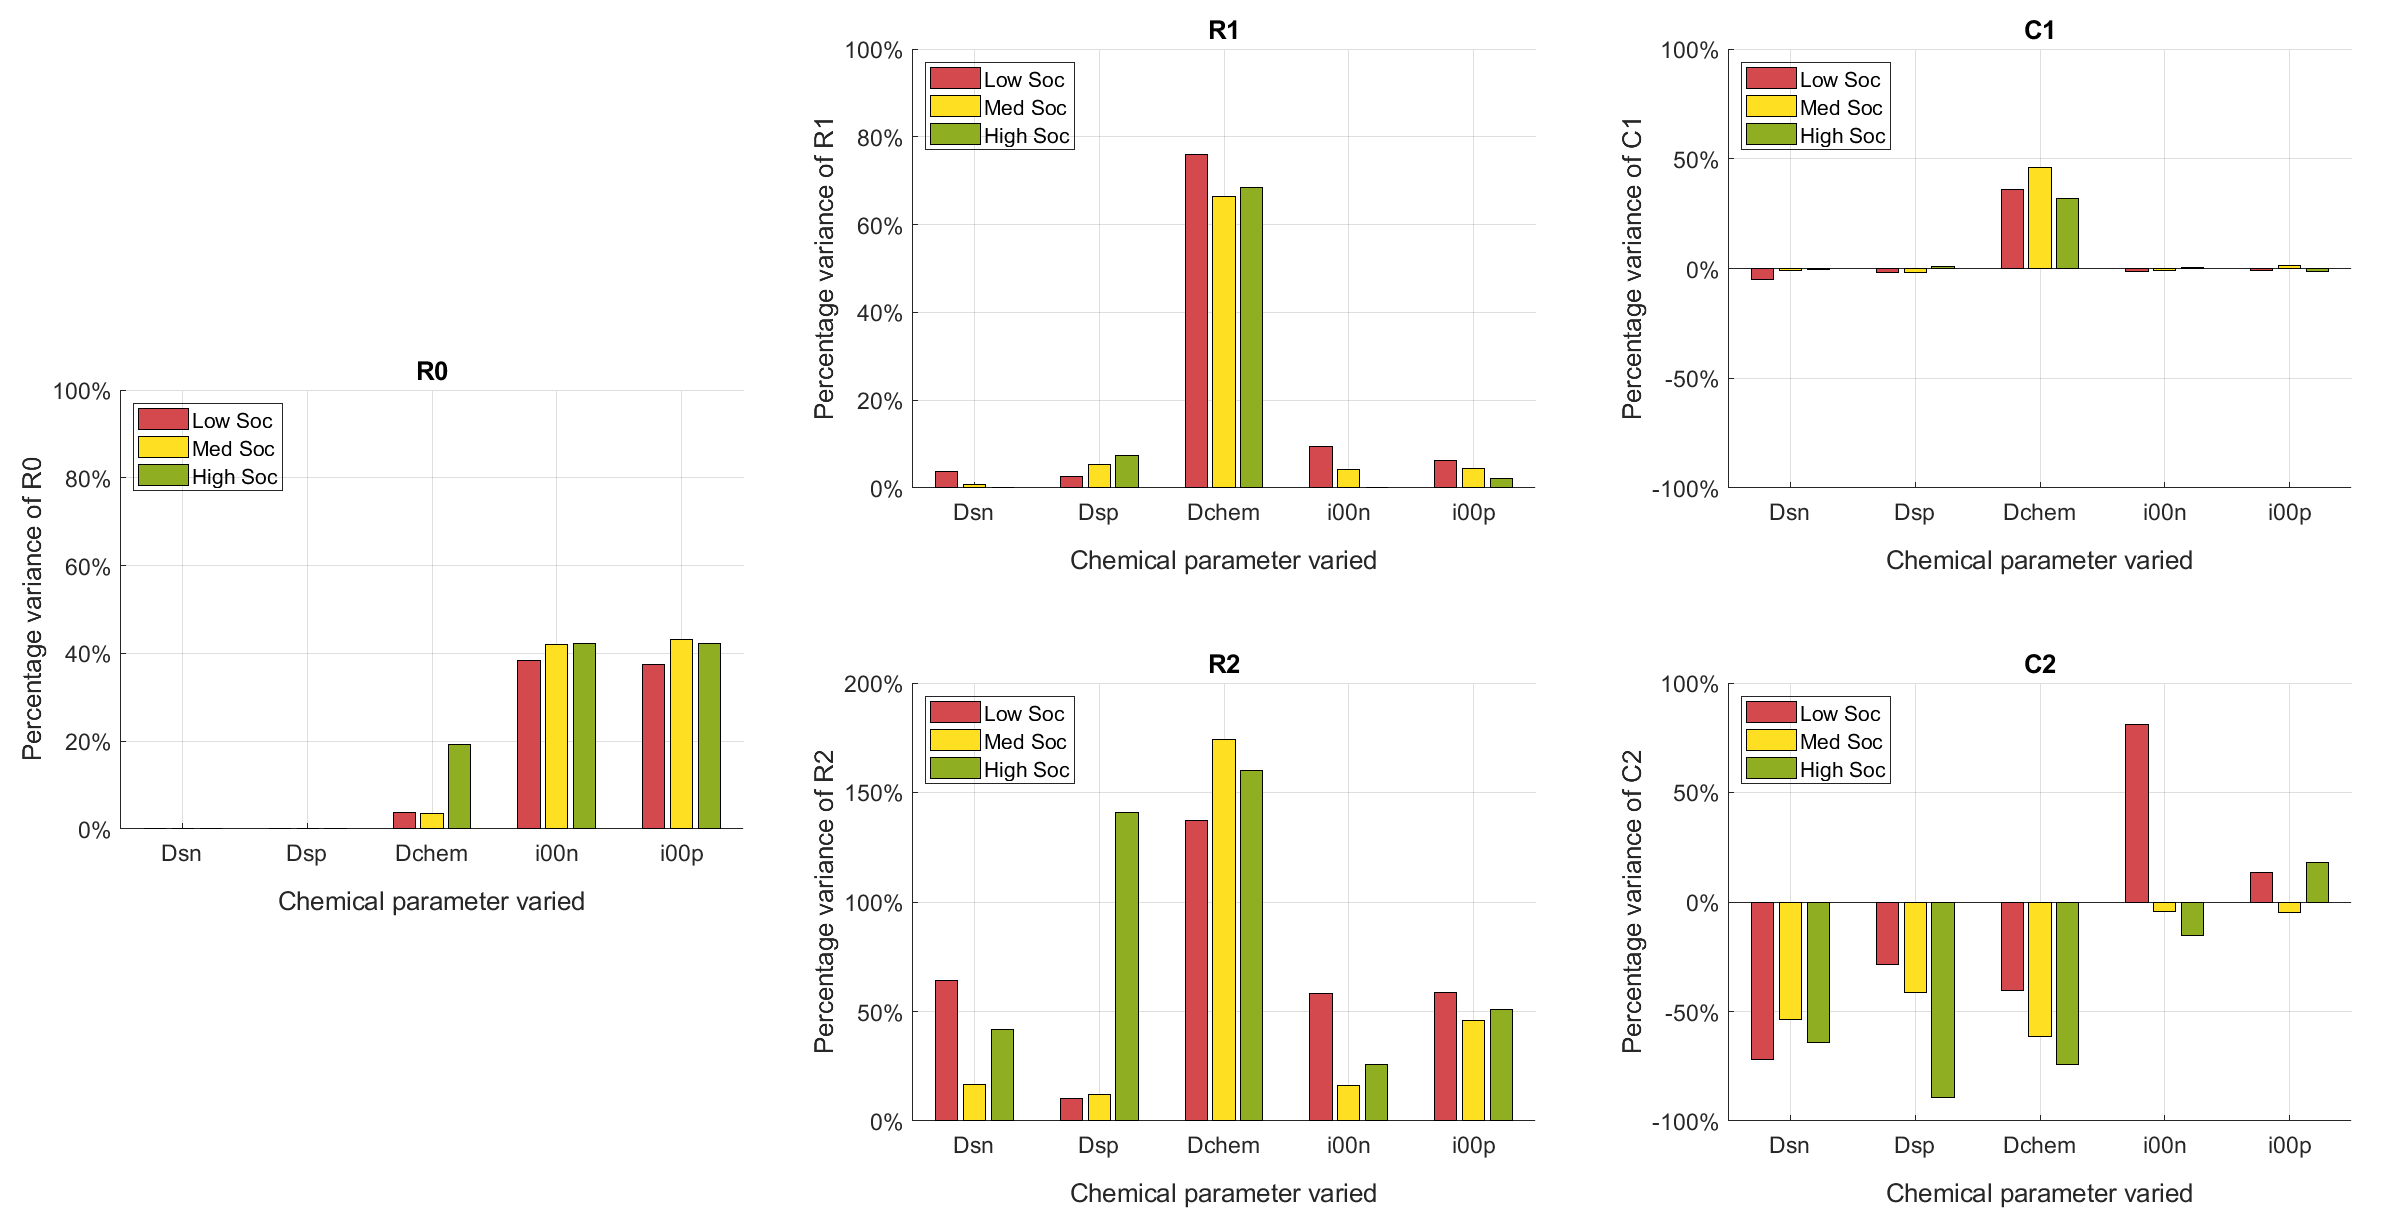 R0
100%
80%
60%
40%
20%
0%
Percentage variance of R0
Low Soc
Med Soc
High Soc
Dsn Dsp Dchem i00n i00p
Chemical parameter varied
R1
100%
80%
60%
40%
20%
0%
Percentage variance of R1
Low Soc
Med Soc
High Soc
Dsn Dsp Dchem i00n i00p
Chemical parameter varied
C1
100%
50%
0%
-50%
-100%
Percentage variance of C1
Low Soc
Med Soc
High Soc
Dsn Dsp Dchem i00n i00p
Chemical parameter varied
R2
200%
150%
100%
50%
0%
Percentage variance of R2
Low Soc
Med Soc
High Soc
Dsn Dsp Dchem i00n i00p
Chemical parameter varied
C2
100%
50%
0%
-50%
-100%
Percentage variance of C2
Low Soc
Med Soc
High Soc
Dsn Dsp Dchem i00n i00p
Chemical parameter varied